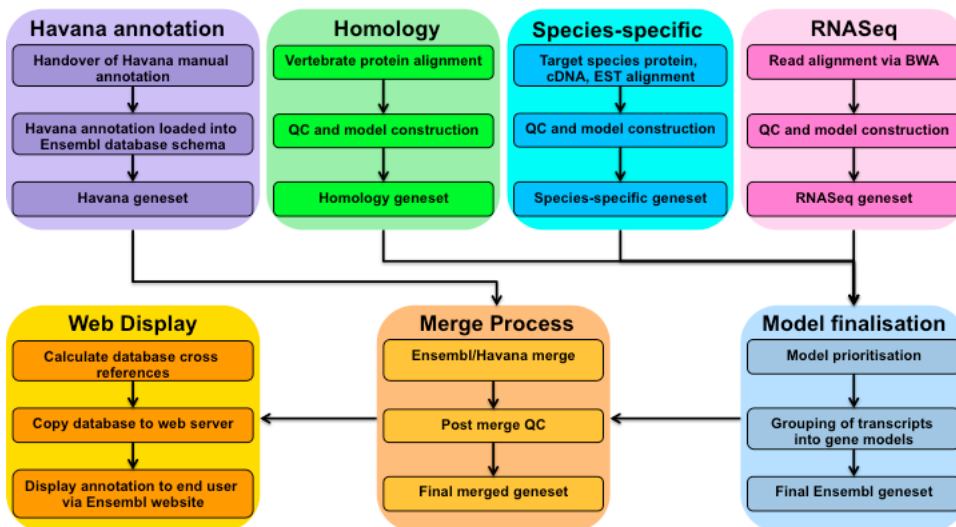 Havana annotation
Handover of Havana manual
annotation
Havana annotation loaded into
Ensembl database schema
Havana geneset
Homology
Vertebrate protein alignment
QC and model construction
Homology geneset
Species-specific
Target species protein,
cDNA, EST alignment
QC and model construction
Species-specific geneset
RNASeq
Read alignment via BWA
QC and model construction
RNASeq geneset
Web Display
Calculate database cross
references
Copy database to web server
Display annotation to end user
via Ensembl website
Merge Process
Ensembl/Havana merge
Post merge QC
Final merged geneset
Model finalisation
Model prioritisation
Grouping of transcripts
into gene models
Final Ensembl geneset